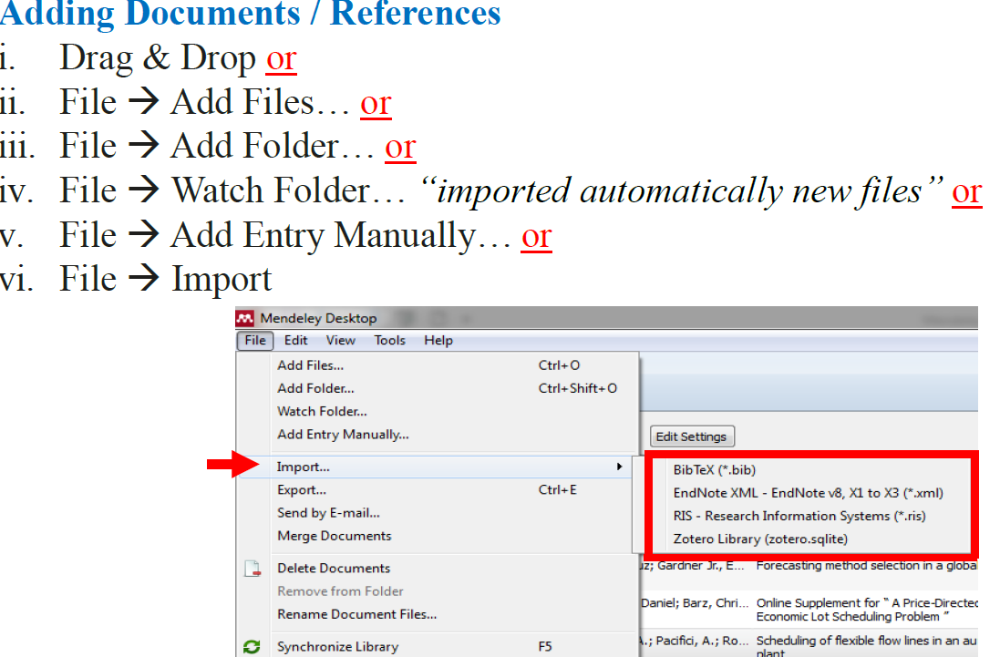 Adding Documents / References
i. Drag & Drop or
ii. File → Add Files… or
iii. File → Add Folder… or
iv. File → Watch Folder… “imported automatically new files” or
v. File → Add Entry Manually… or
vi. File → Import
Mendeley Desktop
File Edit View Tools Help
Add Files... Ctrl+O
Add Folder... Ctrl+Shift+O
Watch Folder...
Add Entry Manually...
Edit Settings
Import...
BibTeX (*.bib)
Export... Ctrl+E
EndNote XML - EndNote v8, X1 to X3 (*.xml)
Send by E-mail...
RIS - Research Information Systems (*.ris)
Merge Documents
Zotero Library (zotero.sqlite)
Delete Documents
uz; Gardner Jr., E... Forecasting method selection in a global
Remove from Folder
Daniel; Barz, Chri... Online Supplement for “ A Price-Directed
Economic Lot Scheduling Problem ”
Rename Document Files...
Synchronize Library F5
A.; Pacifici, A.; Ro... Scheduling of flexible flow lines in an au
plant